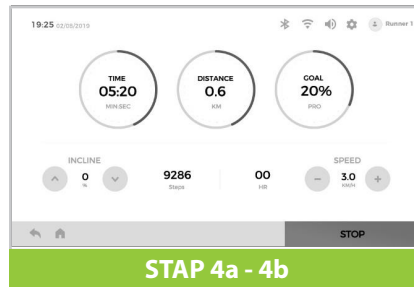 19:25 02/05/2019
Runner 1
TIME
05:20
MIN:SEC
DISTANCE
0.6
KM
GOAL
20%
PRO
INCLINE
0
%
9286
Steps
00
HR
SPEED
3.0
KM/H
STOP
STAP 4a - 4b